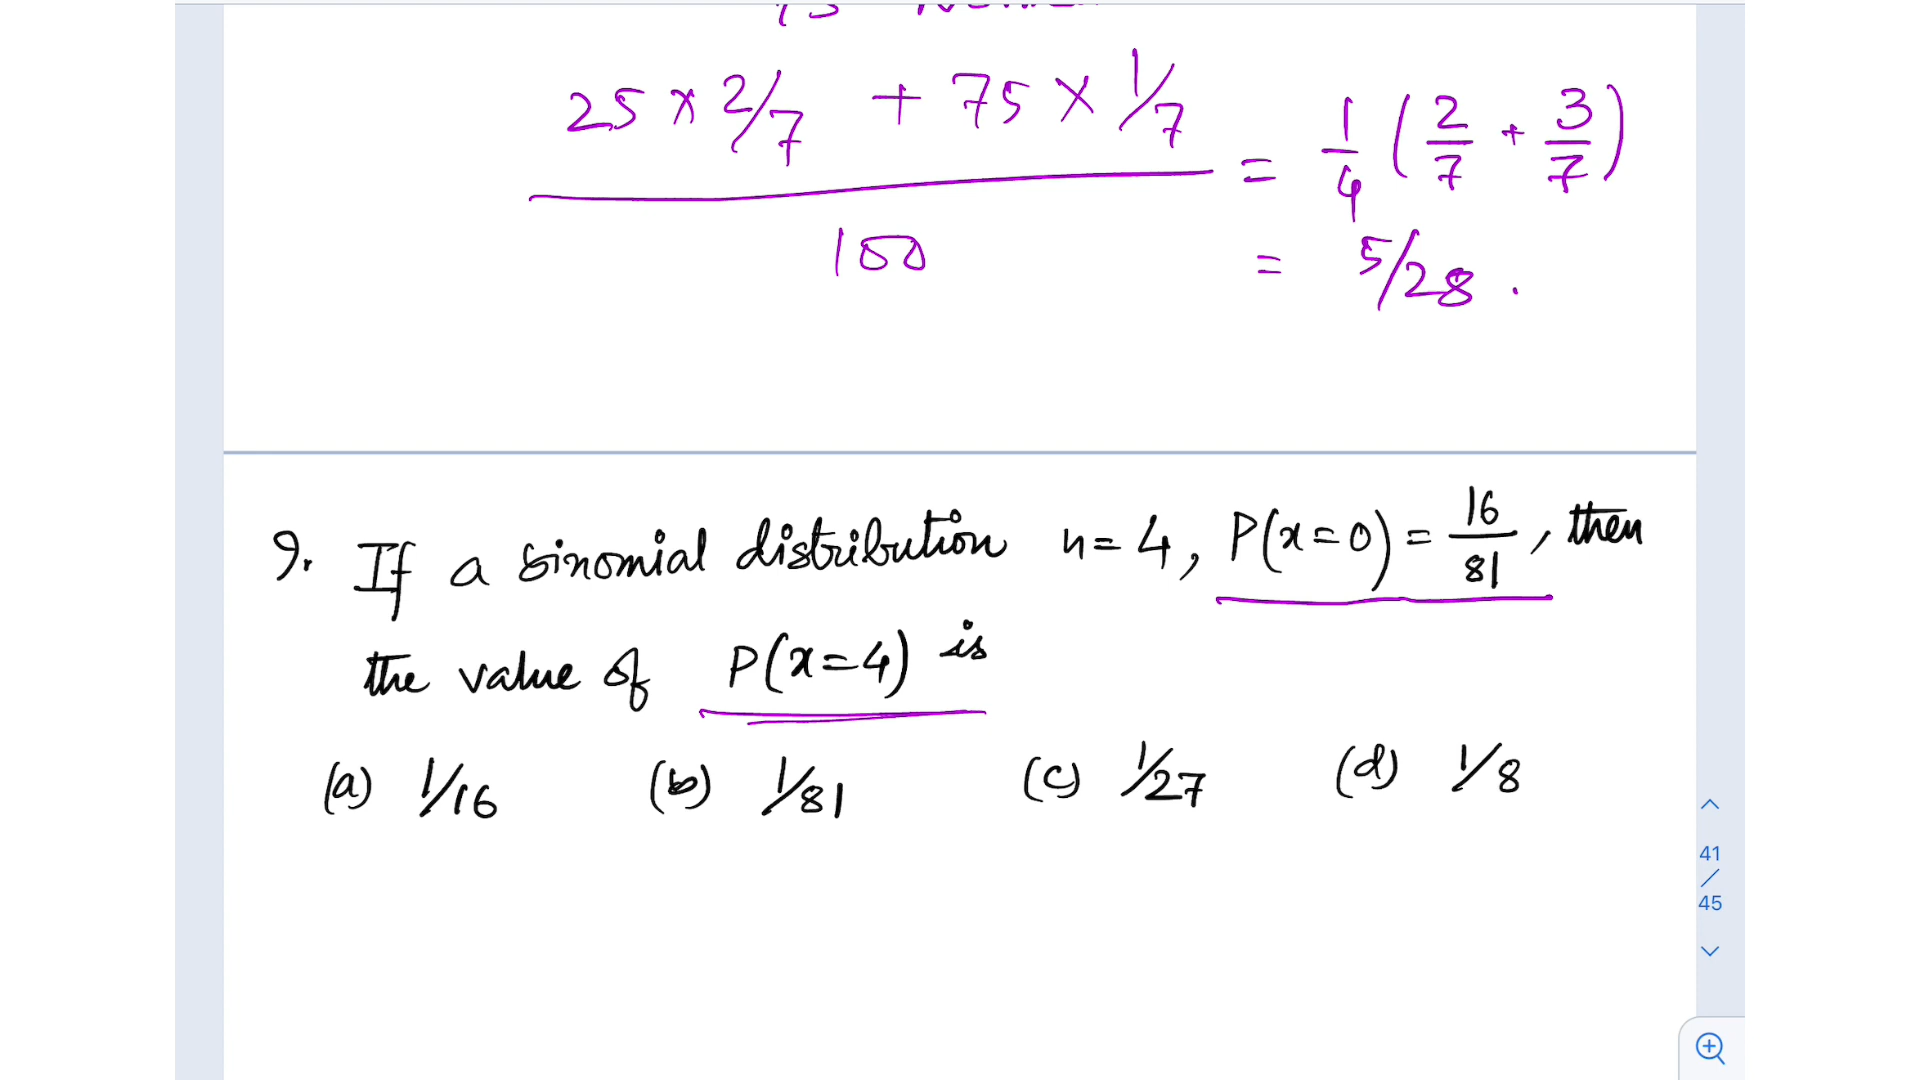 25 × 2/7 + 75 × 1/7
100
= 1/4 (2/7 + 3/7)
= 5/28 .
9. If a binomial distribution n = 4, P(x=0) = 16/81, then
the value of P(x=4) is
(a) 1/16 (b) 1/81 (c) 1/27 (d) 1/8
41
/
45